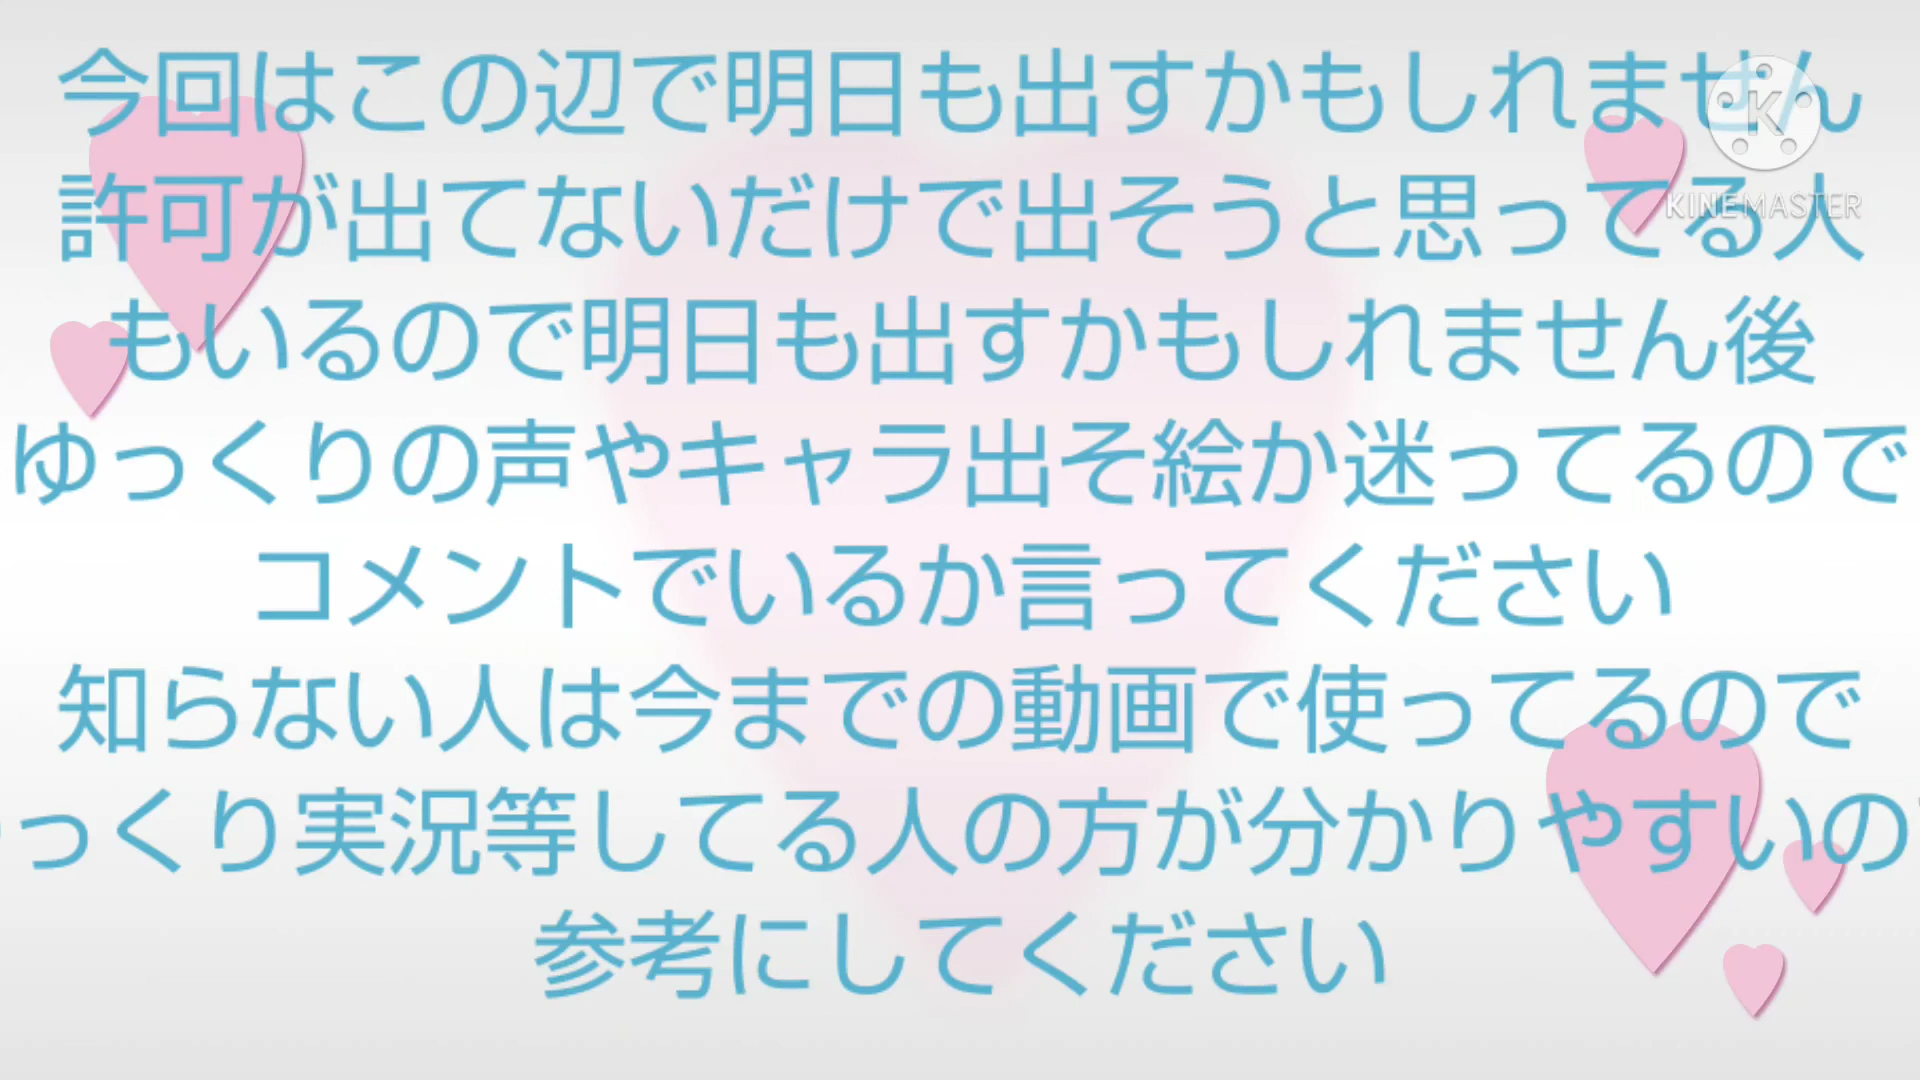 今回はこの辺で明日も出すかもしれません
許可が出てないだけで出そうと思ってる人
もいるので明日も出すかもしれません後
ゆっくりの声やキャラ出そ絵か迷ってるので
コメントでいるか言ってください
知らない人は今までの動画で使ってるので
っくり実況等してる人の方が分かりやすいの
参考にしてください
K
KINEMASTER